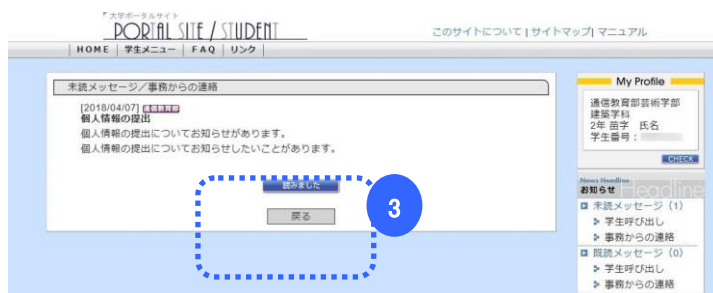 大学ポータルサイト
PORTAL SITE / STUDENT
このサイトについて | サイトマップ | マニュアル
HOME | 学生メニュー | FAQ | リンク |
未読メッセージ/事務からの連絡
[2018/04/07] 通信教育部
個人情報の提出
個人情報の提出についてお知らせがあります。
個人情報の提出についてお知らせしたいことがあります。
読みました
戻る
3
My Profile
通信教育部芸術学部
建築学科
2年 苗字 氏名
学生番号:
CHECK
News Headline
お知らせ
Headline
未読メッセージ (1)
学生呼び出し
事務からの連絡
既読メッセージ (0)
学生呼び出し
事務からの連絡